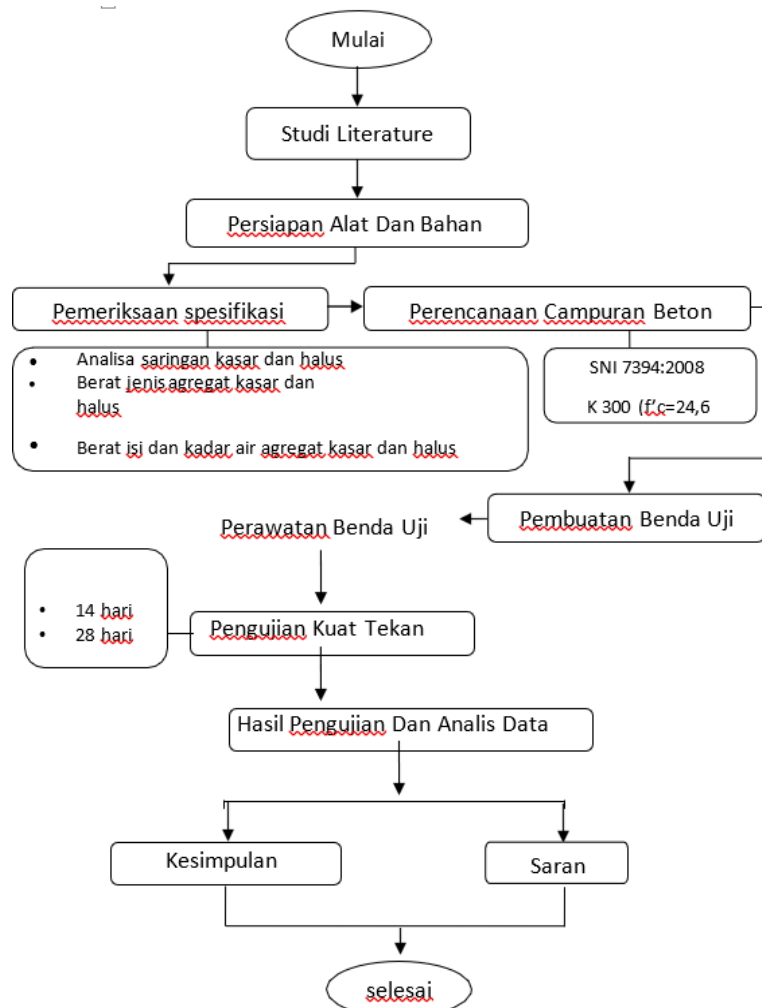 Mulai
Studi Literature
Persiapan Alat Dan Bahan
Pemeriksaan spesifikasi
Perencanaan Campuran Beton
• Analisa saringan kasar dan halus
• Berat jenis agregat kasar dan
halus
• Berat isi dan kadar air agregat kasar dan halus
SNI 7394:2008
K 300 (f'c=24,6
Pembuatan Benda Uji
Perawatan Benda Uji
• 14 hari
• 28 hari
Pengujian Kuat Tekan
Hasil Pengujian Dan Analis Data
Kesimpulan
Saran
selesai